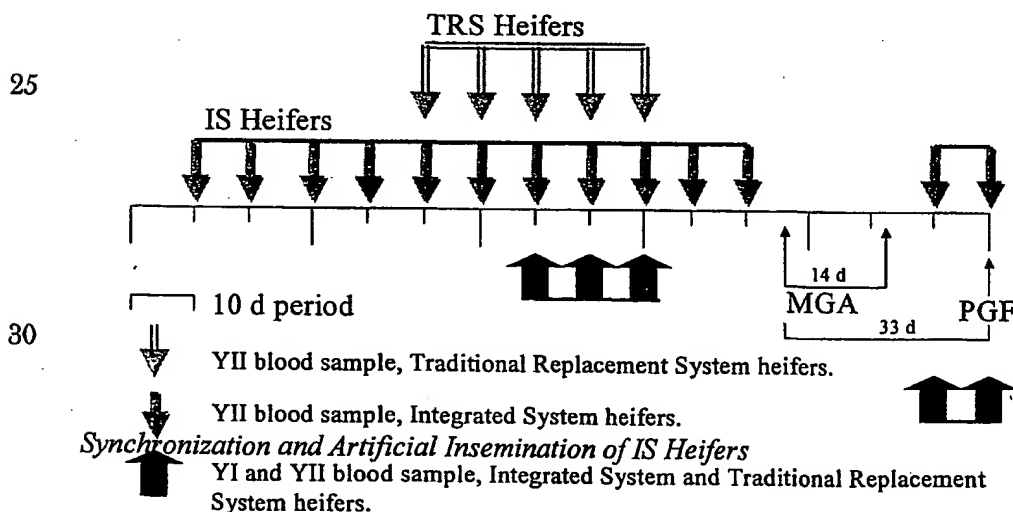 TRS Heifers
25
IS Heifers
14 d
10 d period
MGA
PGF
33 d
30
YII blood sample, Traditional Replacement System heifers.
YII blood sample, Integrated System heifers.
Synchronization and Artificial Insemination of IS Heifers
YI and YII blood sample, Integrated System and Traditional Replacement
System heifers.